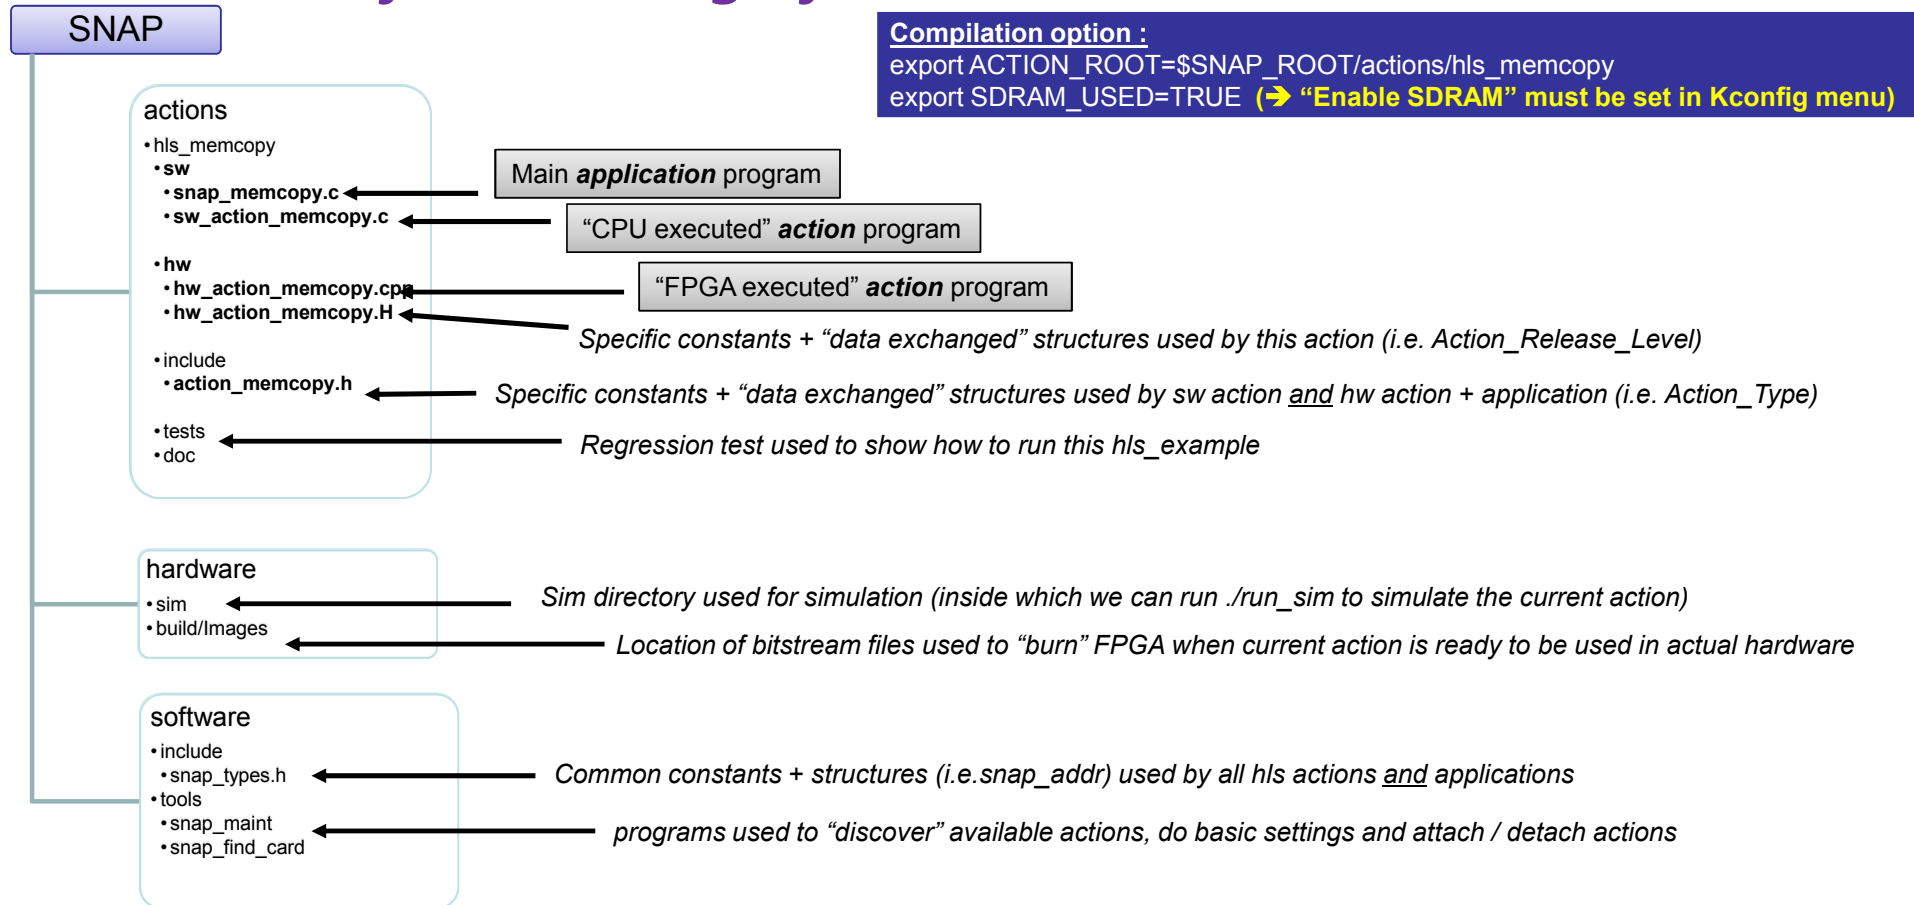 SNAP
Compilation option :
export ACTION_ROOT=$SNAP_ROOT/actions/hls_memcopy
export SDRAM_USED=TRUE (➔ “Enable SDRAM” must be set in Kconfig menu)
actions
•hls_memcopy
•sw
•snap_memcopy.c
Main application program
•sw_action_memcopy.c
“CPU executed” action program
•hw
•hw_action_memcopy.cpp
“FPGA executed” action program
•hw_action_memcopy.H
Specific constants + “data exchanged” structures used by this action (i.e. Action_Release_Level)
•include
•action_memcopy.h
Specific constants + “data exchanged” structures used by sw action and hw action + application (i.e. Action_Type)
•tests
Regression test used to show how to run this hls_example
•doc
hardware
•sim
Sim directory used for simulation (inside which we can run ./run_sim to simulate the current action)
•build/Images
Location of bitstream files used to “burn” FPGA when current action is ready to be used in actual hardware
software
•include
•snap_types.h
Common constants + structures (i.e.snap_addr) used by all hls actions and applications
•tools
•snap_maint
programs used to “discover” available actions, do basic settings and attach / detach actions
•snap_find_card